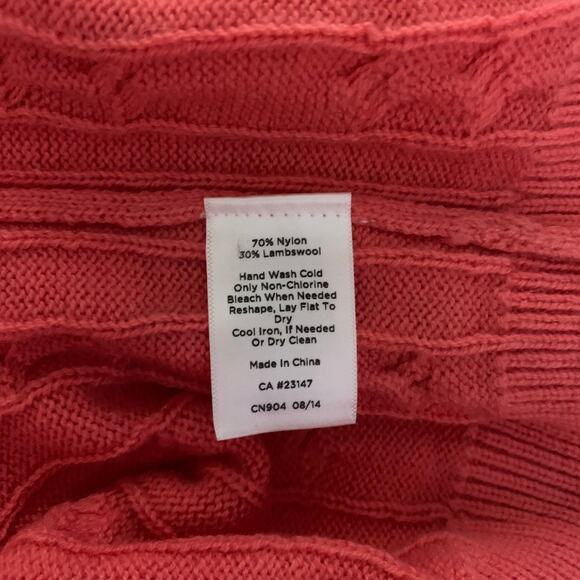 70% Nylon
30% Lambswool
Hand Wash Cold
Only Non-Chlorine
Bleach When Needed
Reshape, Lay Flat To
Dry
Cool Iron, If Needed
Or Dry Clean
Made In China
CA #23147
CN904 08/14